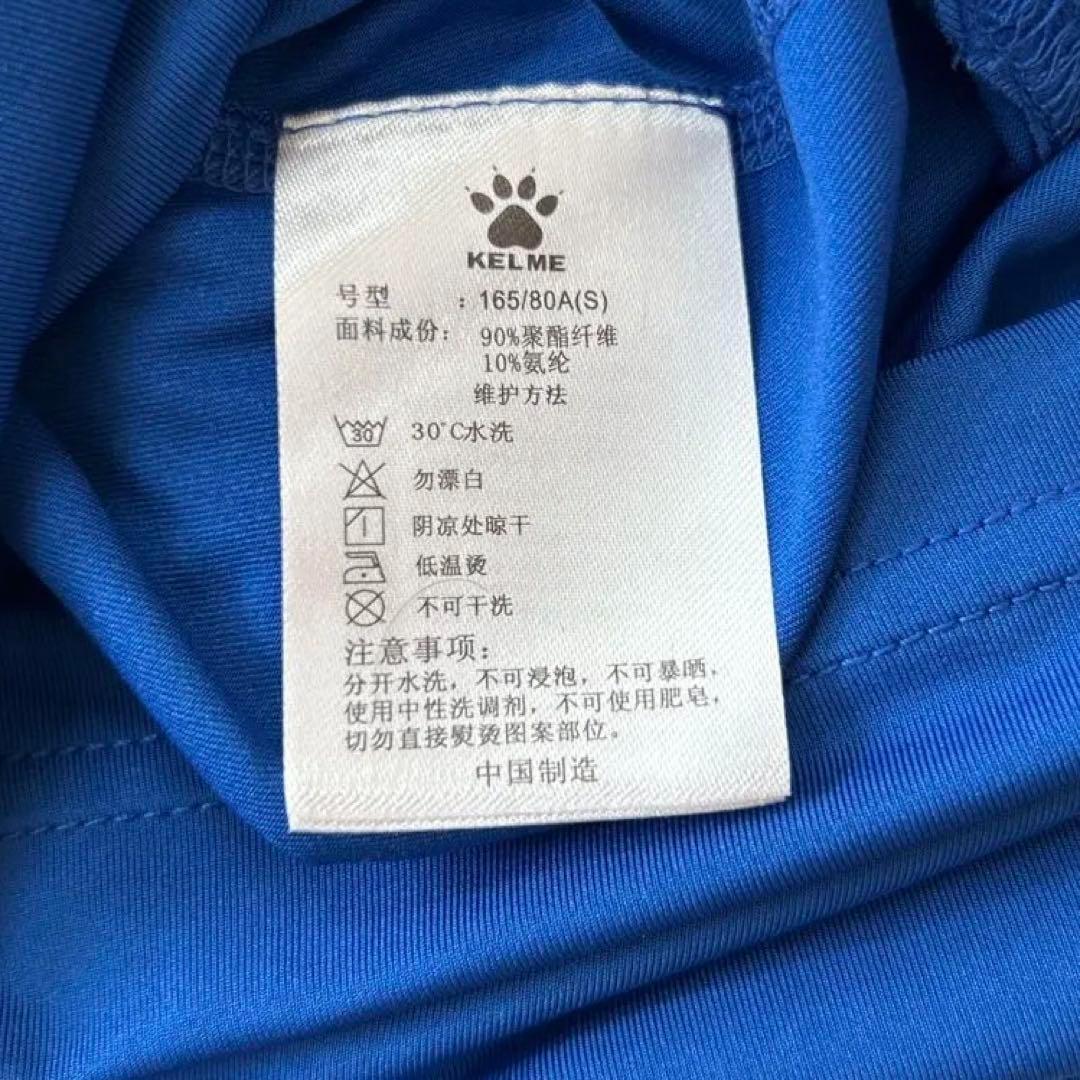 KELME
号型 : 165/80A(S)
面料成份: 90%聚酯纤维
10%氨纶
维护方法
30 30°C水洗
勿漂白
阴凉处晾干
低温烫
不可干洗
注意事项:
分开水洗，不可浸泡，不可暴晒，
使用中性洗调剂，不可使用肥皂，
切勿直接熨烫图案部位。
中国制造